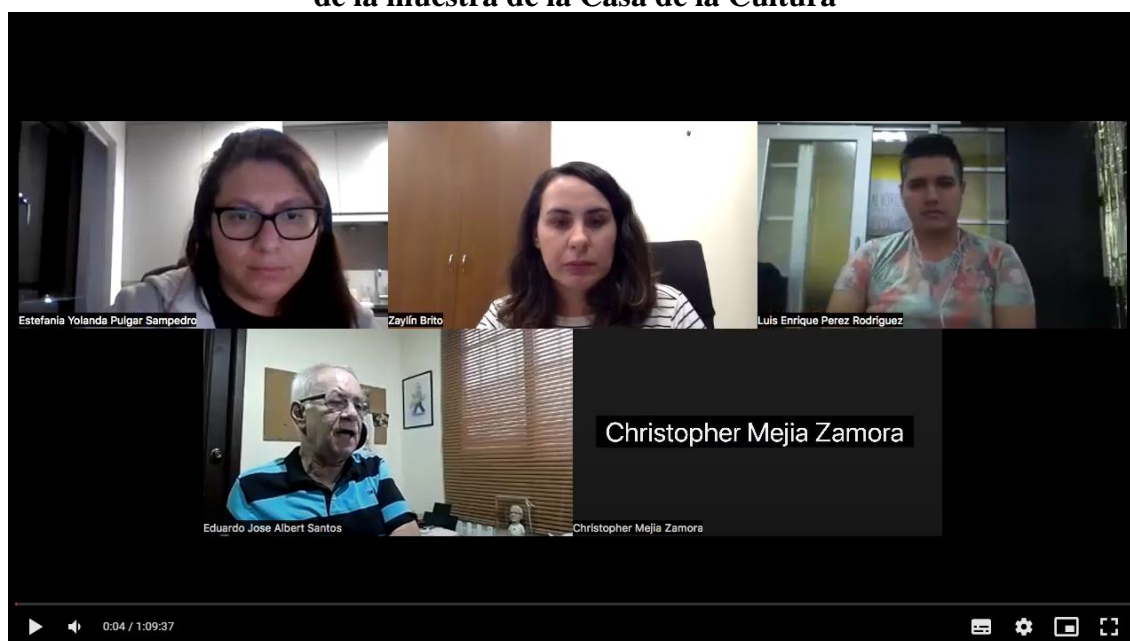 de la muestra de la Casa de la Cultura
Estefania Yolanda Pulgar Sampedro
Zaylín Brito
Luis Enrique Perez Rodriguez
Eduardo Jose Albert Santos
Christopher Mejia Zamora
Christopher Mejia Zamora
0:04 / 1:09:37